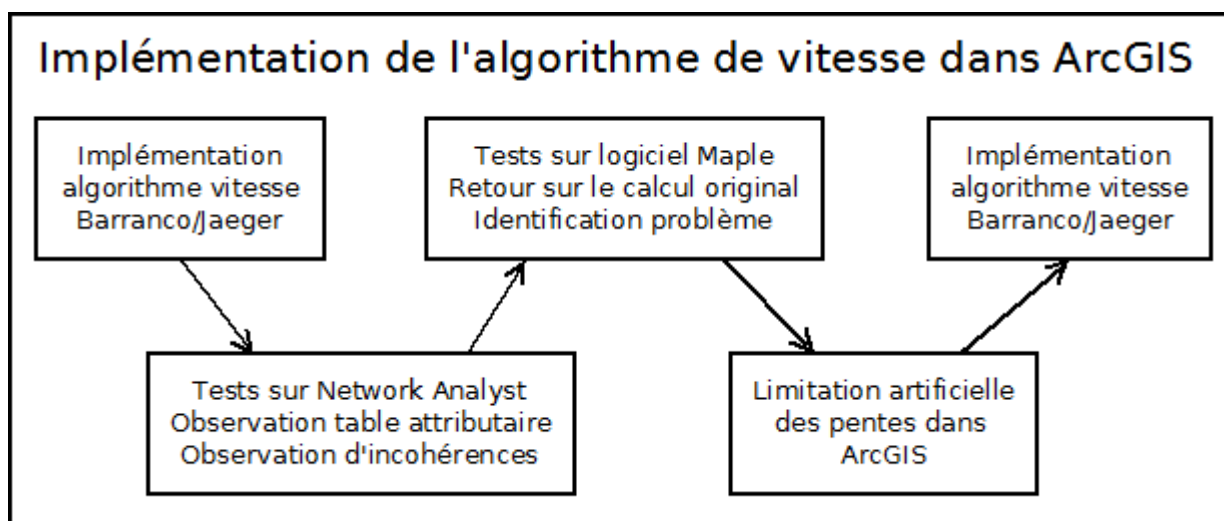 Implémentation de l'algorithme de vitesse dans ArcGIS
Implémentation
algorithme vitesse
Barranco/Jaeger
Tests sur Network Analyst
Observation table attributaire
Observation d'incohérences
Tests sur logiciel Maple
Retour sur le calcul original
Identification problème
Limitation artificielle
des pentes dans
ArcGIS
Implémentation
algorithme vitesse
Barranco/Jaeger